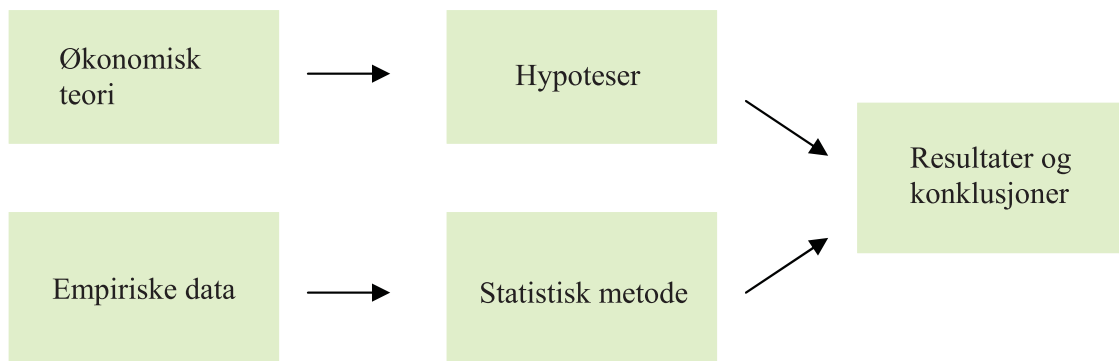 Økonomisk
teori
Hypoteser
Resultater og
konklusjoner
Empiriske data
Statistisk metode